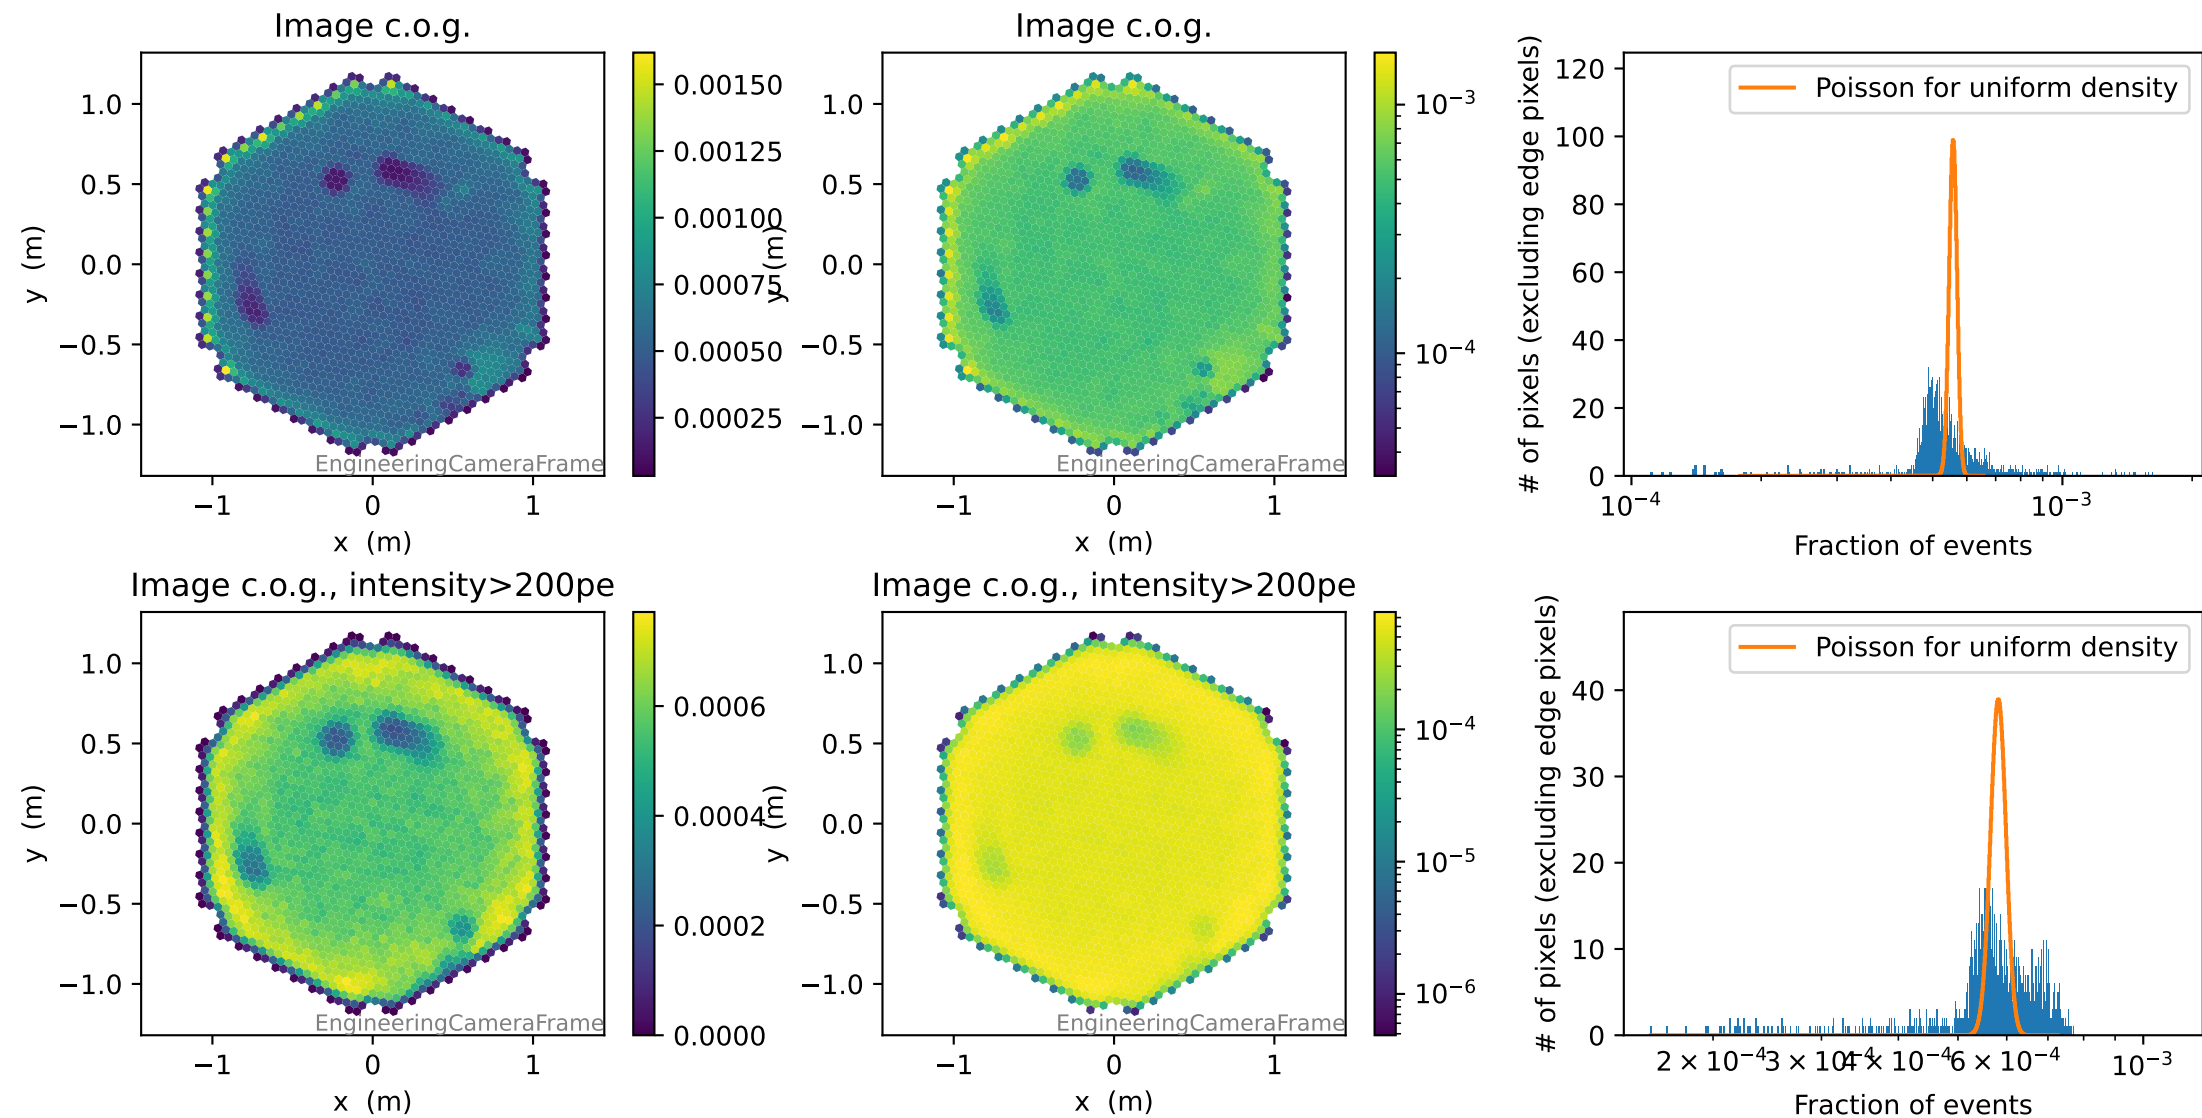 Image c.o.g.
1.0
0.5
0.0
−0.5
−1.0
y (m)
−1
0
1
x (m)
EngineeringCameraFrame
0.00150
0.00125
0.00100
0.00075
0.00050
0.00025
Image c.o.g.
1.0
0.5
0.0
−0.5
−1.0
y (m)
−1
0
1
x (m)
EngineeringCameraFrame
10⁻³
10⁻⁴
# of pixels (excluding edge pixels)
120
100
80
60
40
20
0
Poisson for uniform density
10⁻⁴
10⁻³
Fraction of events
Image c.o.g., intensity>200pe
1.0
0.5
0.0
−0.5
−1.0
y (m)
−1
0
1
x (m)
EngineeringCameraFrame
0.0006
0.0004
0.0002
0.0000
Image c.o.g., intensity>200pe
1.0
0.5
0.0
−0.5
−1.0
y (m)
−1
0
1
x (m)
EngineeringCameraFrame
10⁻⁴
10⁻⁵
10⁻⁶
# of pixels (excluding edge pixels)
40
30
20
10
0
Poisson for uniform density
2 × 10⁻⁴
3 × 10⁻⁴
4 × 10⁻⁴
6 × 10⁻⁴
10⁻³
Fraction of events